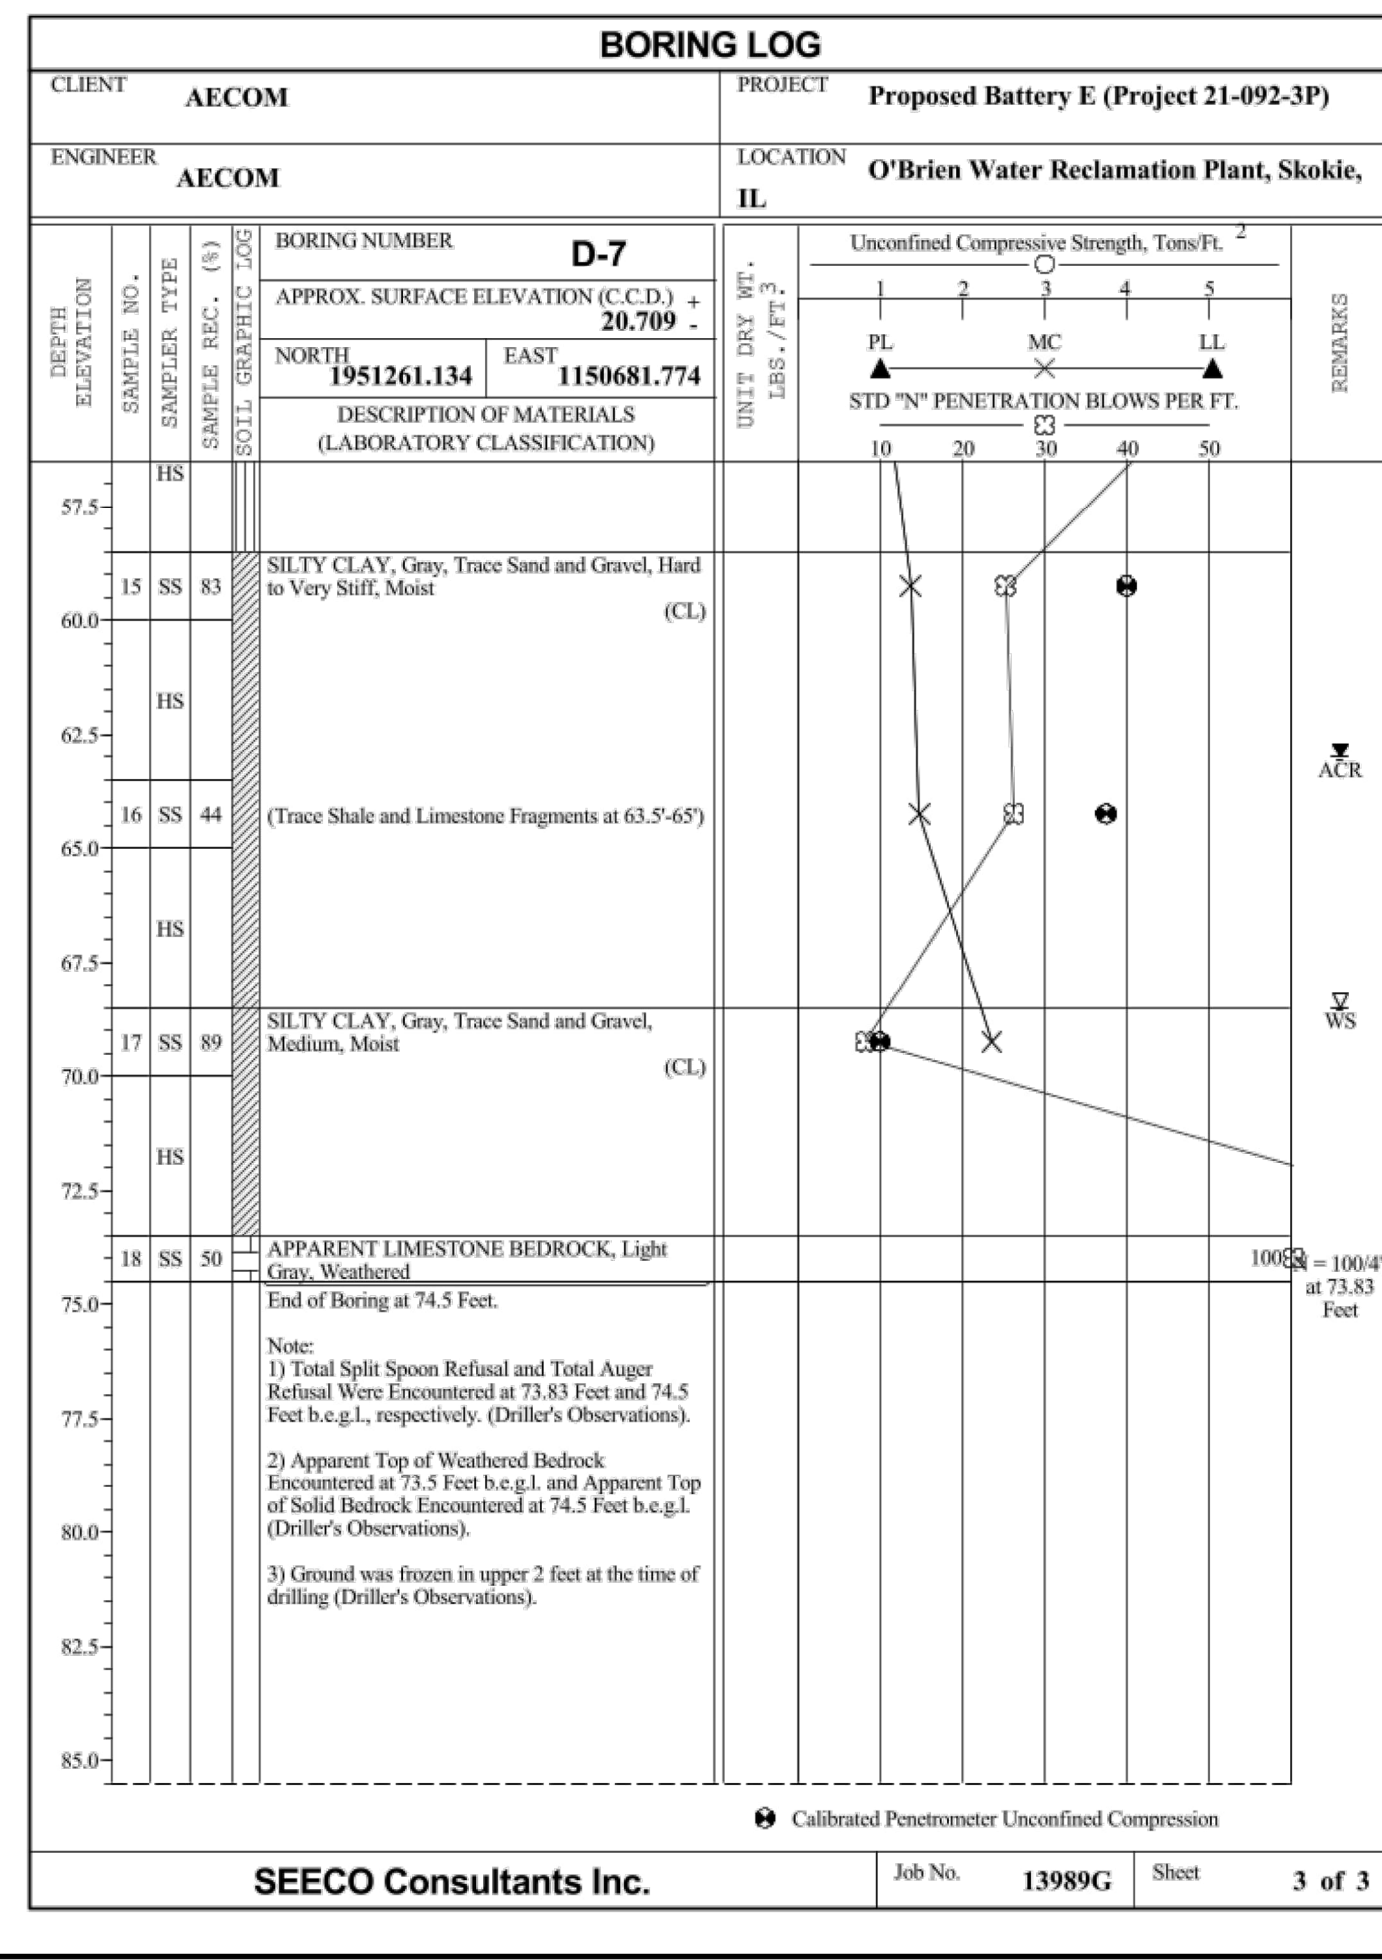 BORING LOG
CLIENT
AECOM
PROJECT
Proposed Battery E (Project 21-092-3P)
ENGINEER
AECOM
LOCATION
O'Brien Water Reclamation Plant, Skokie,
IL
DEPTH
ELEVATION
SAMPLE NO.
SAMPLER TYPE
SAMPLE REC. (%)
SOIL GRAPHIC LOG
BORING NUMBER
D-7
APPROX. SURFACE ELEVATION (C.C.D.) +
20.709 -
NORTH
1951261.134
EAST
1150681.774
DESCRIPTION OF MATERIALS
(LABORATORY CLASSIFICATION)
UNIT DRY WT.
LBS./FT.3
Unconfined Compressive Strength, Tons/Ft. 2
1 2 3 4 5
PL MC LL
STD "N" PENETRATION BLOWS PER FT.
10 20 30 40 50
REMARKS
HS
57.5
SILTY CLAY, Gray, Trace Sand and Gravel, Hard
15 SS 83 to Very Stiff, Moist
(CL)
60.0
HS
62.5
ACR
16 SS 44 (Trace Shale and Limestone Fragments at 63.5'-65')
65.0
HS
67.5
WS
SILTY CLAY, Gray, Trace Sand and Gravel,
17 SS 89 Medium, Moist
(CL)
70.0
HS
72.5
APPARENT LIMESTONE BEDROCK, Light
18 SS 50 Gray, Weathered
100
= 100/4"
at 73.83
Feet
75.0
End of Boring at 74.5 Feet.
Note:
1) Total Split Spoon Refusal and Total Auger
Refusal Were Encountered at 73.83 Feet and 74.5
Feet b.e.g.l., respectively. (Driller's Observations).
77.5
2) Apparent Top of Weathered Bedrock
Encountered at 73.5 Feet b.e.g.l. and Apparent Top
of Solid Bedrock Encountered at 74.5 Feet b.e.g.l.
(Driller's Observations).
80.0
3) Ground was frozen in upper 2 feet at the time of
drilling (Driller's Observations).
82.5
85.0
Calibrated Penetrometer Unconfined Compression
SEECO Consultants Inc.
Job No. 13989G
Sheet 3 of 3